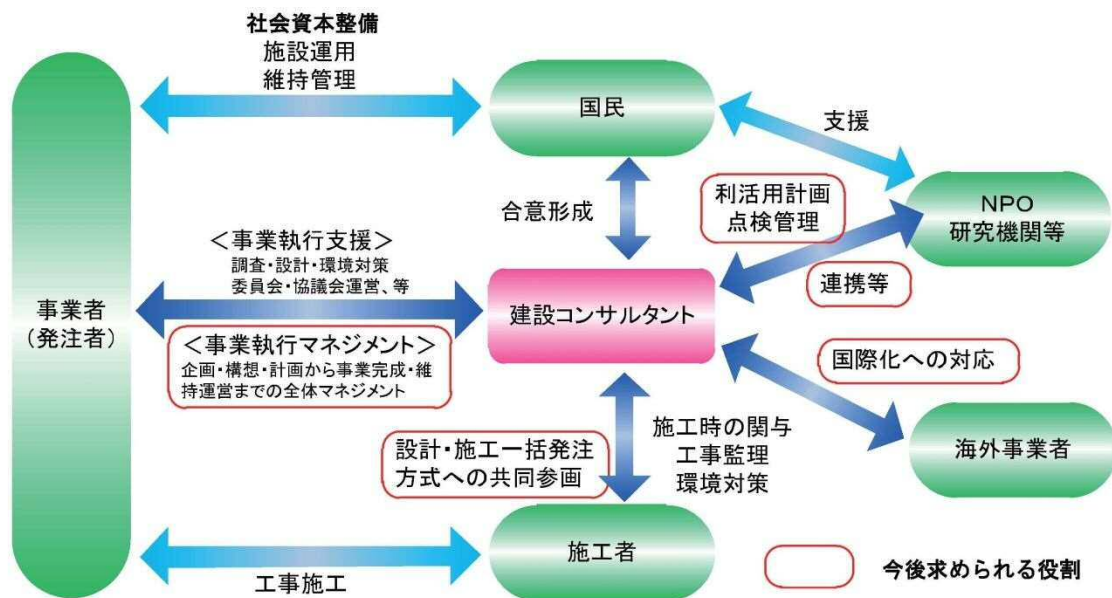 社会資本整備
施設運用
維持管理
国民
支援
合意形成
利活用計画
点検管理
NPO
研究機関等
連携等
事業者
(発注者)
＜事業執行支援＞
調査・設計・環境対策
委員会・協議会運営、等
＜事業執行マネジメント＞
企画・構想・計画から事業完成・維
持運営までの全体マネジメント
建設コンサルタント
国際化への対応
海外事業者
設計・施工一括発注
方式への共同参画
施工時の関与
工事監理
環境対策
施工者
工事施工
今後求められる役割